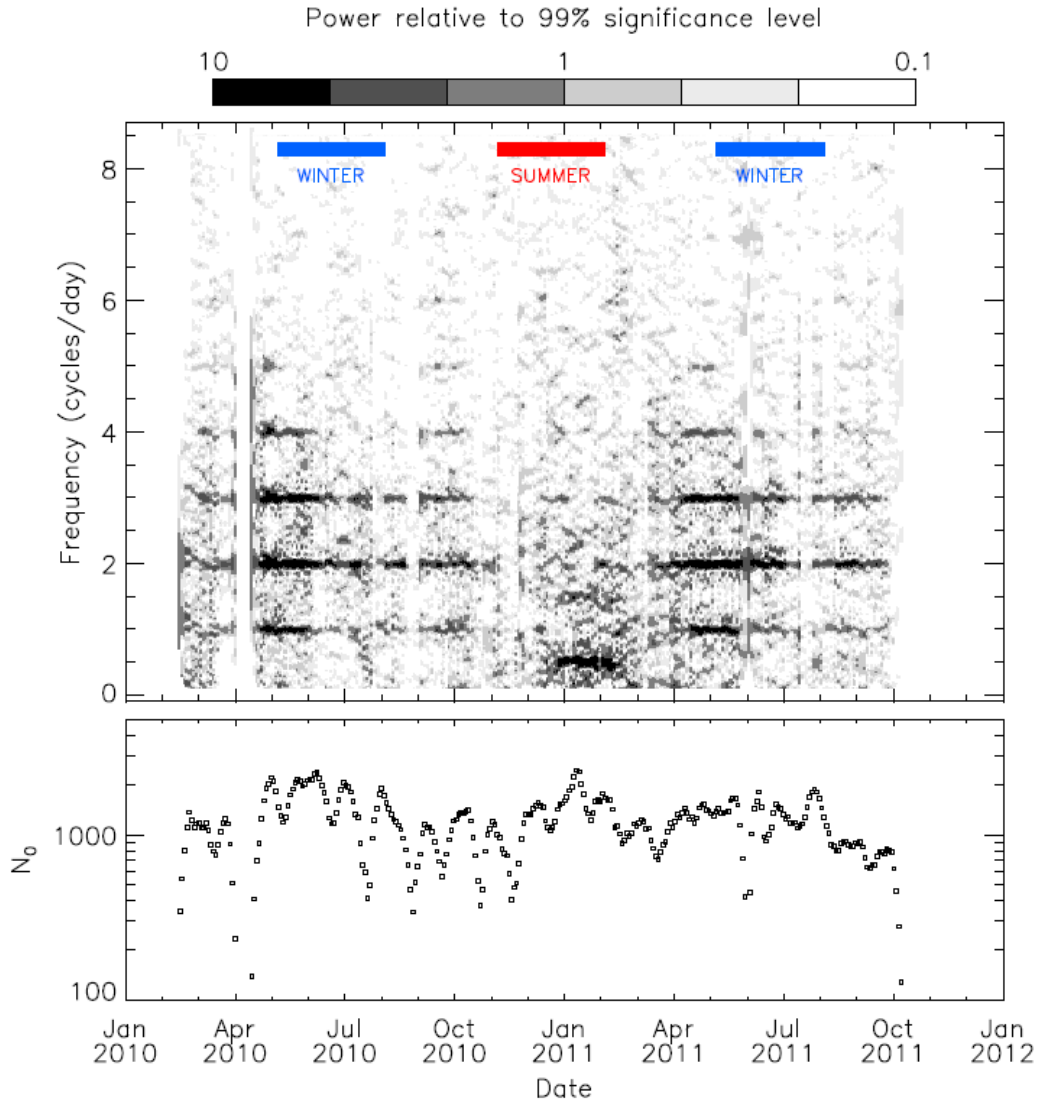 Power relative to 99% significance level
10 1 0.1
WINTER SUMMER WINTER
8
6
4
2
0
Frequency (cycles/day)
1000
100
N0
Jan Apr Jul Oct Jan Apr Jul Oct Jan
2010 2010 2010 2010 2011 2011 2011 2011 2012
Date